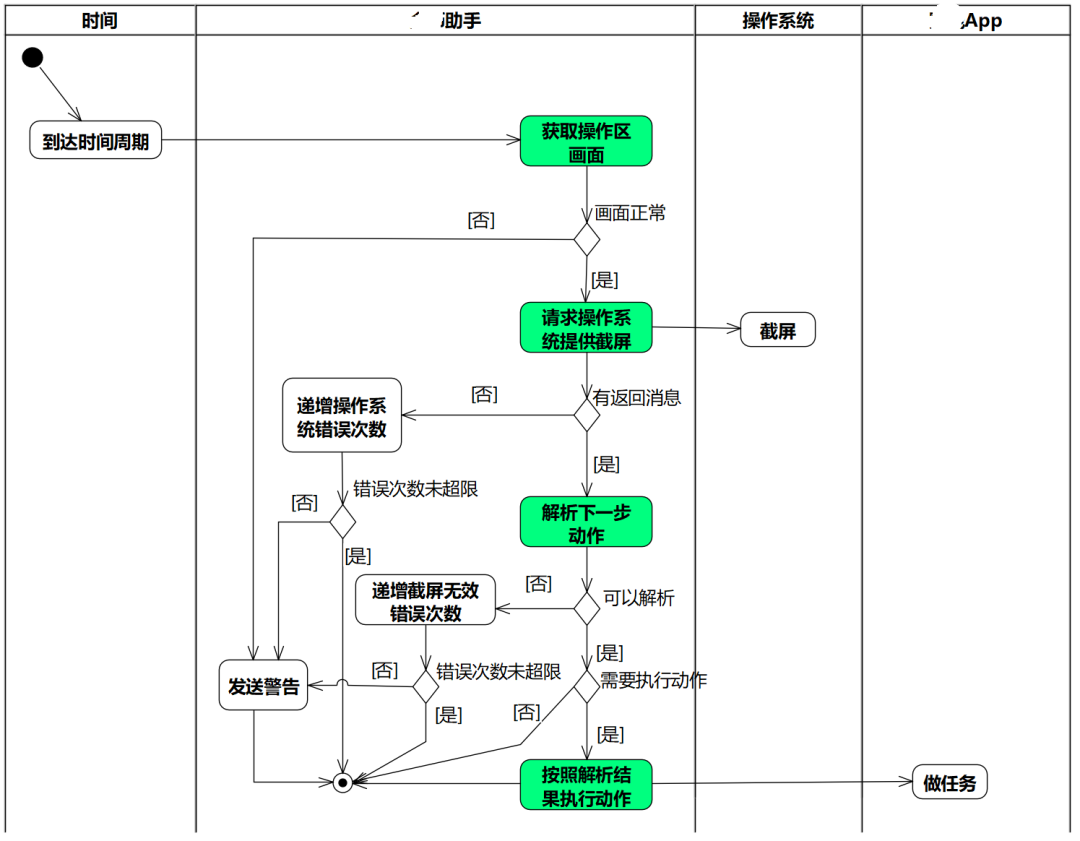 时间
助手
操作系统
App
到达时间周期
获取操作区
画面
画面正常
[否]
[是]
请求操作系
统提供截屏
截屏
有返回消息
[否]
递增操作系
统错误次数
[是]
错误次数未超限
[否]
[是]
解析下一步
动作
可以解析
[否]
递增截屏无效
错误次数
[是]
错误次数未超限
[否]
[是]
需要执行动作
[否]
[是]
发送警告
按照解析结
果执行动作
做任务